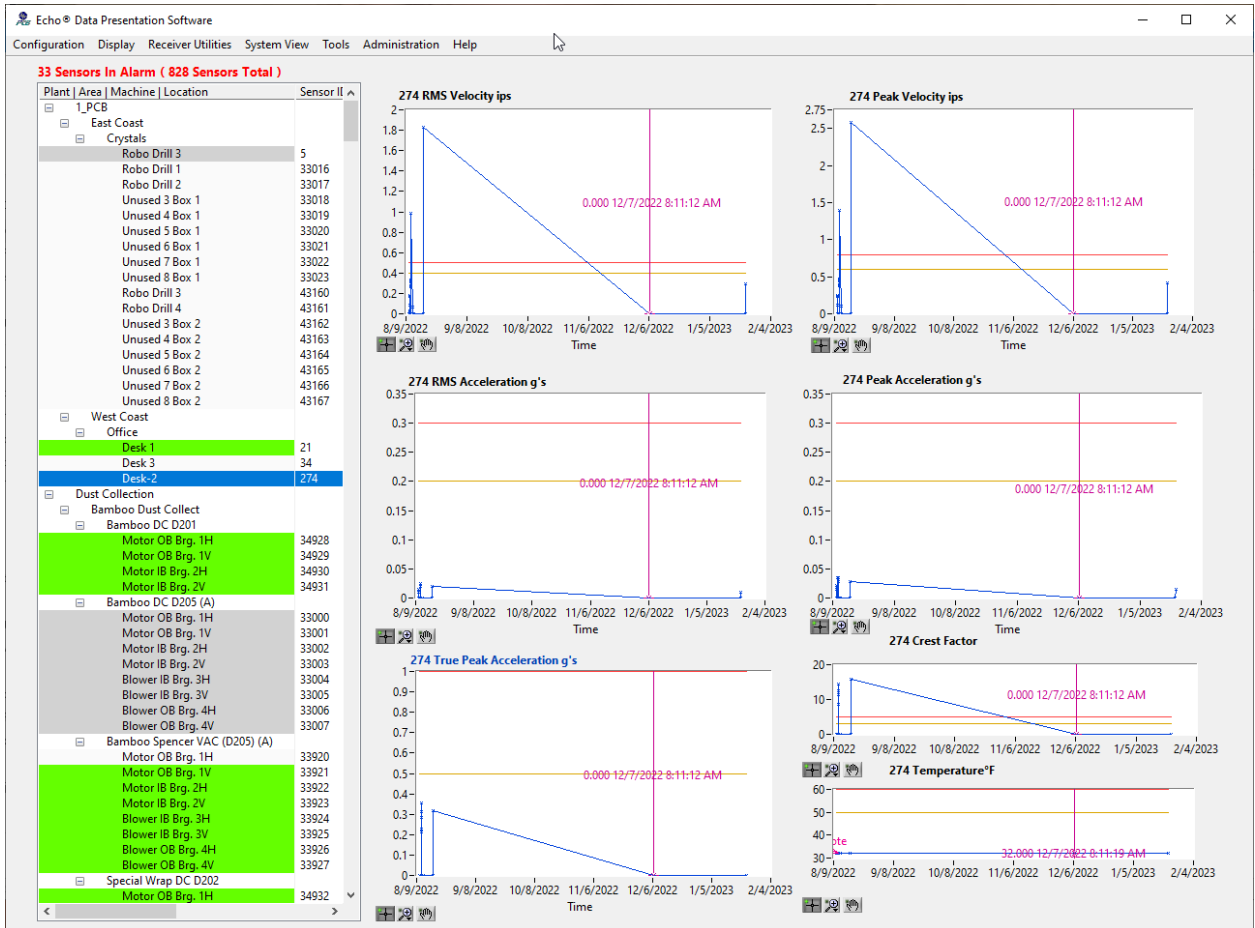 Echo® Data Presentation Software
Configuration Display Receiver Utilities System View Tools Administration Help
33 Sensors In Alarm ( 828 Sensors Total )
Plant | Area | Machine | Location Sensor II
1_PCB
East Coast
Crystals
Robo Drill 3 5
Robo Drill 1 33016
Robo Drill 2 33017
Unused 3 Box 1 33018
Unused 4 Box 1 33019
Unused 5 Box 1 33020
Unused 6 Box 1 33021
Unused 7 Box 1 33022
Unused 8 Box 1 33023
Robo Drill 3 43160
Robo Drill 4 43161
Unused 3 Box 2 43162
Unused 4 Box 2 43163
Unused 5 Box 2 43164
Unused 6 Box 2 43165
Unused 7 Box 2 43166
Unused 8 Box 2 43167
West Coast
Office
Desk 1 21
Desk 3 34
Desk-2 274
Dust Collection
Bamboo Dust Collect
Bamboo DC D201
Motor OB Brg. 1H 34928
Motor OB Brg. 1V 34929
Motor IB Brg. 2H 34930
Motor IB Brg. 2V 34931
Bamboo DC D205 (A)
Motor OB Brg. 1H 33000
Motor OB Brg. 1V 33001
Motor IB Brg. 2H 33002
Motor IB Brg. 2V 33003
Blower IB Brg. 3H 33004
Blower IB Brg. 3V 33005
Blower OB Brg. 4H 33006
Blower OB Brg. 4V 33007
Bamboo Spencer VAC (D205) (A)
Motor OB Brg. 1H 33920
Motor OB Brg. 1V 33921
Motor IB Brg. 2H 33922
Motor IB Brg. 2V 33923
Blower IB Brg. 3H 33924
Blower IB Brg. 3V 33925
Blower OB Brg. 4H 33926
Blower OB Brg. 4V 33927
Special Wrap DC D202
Motor OB Brg. 1H 34932
274 RMS Velocity ips
2
1.8
1.6
1.4
1.2
1
0.8
0.6
0.4
0.2
0
0.000 12/7/2022 8:11:12 AM
8/9/2022 9/8/2022 10/8/2022 11/6/2022 12/6/2022 1/5/2023 2/4/2023
Time
274 Peak Velocity ips
2.75
2.5
2
1.5
1
0.5
0
0.000 12/7/2022 8:11:12 AM
8/9/2022 9/8/2022 10/8/2022 11/6/2022 12/6/2022 1/5/2023 2/4/2023
Time
274 RMS Acceleration g's
0.35
0.3
0.25
0.2
0.1
0.1
0.05
0
0.000 12/7/2022 8:11:12 AM
8/9/2022 9/8/2022 10/8/2022 11/6/2022 12/6/2022 1/5/2023 2/4/2023
Time
274 Peak Acceleration g's
0.35
0.3
0.25
0.2
0.1
0.1
0.05
0
0.000 12/7/2022 8:11:12 AM
8/9/2022 9/8/2022 10/8/2022 11/6/2022 12/6/2022 1/5/2023 2/4/2023
Time
274 True Peak Acceleration g's
1
0.9
0.8
0.7
0.6
0.5
0.4
0.3
0.2
0.1
0
0.000 12/7/2022 8:11:12 AM
8/9/2022 9/8/2022 10/8/2022 11/6/2022 12/6/2022 1/5/2023 2/4/2023
Time
274 Crest Factor
20
10
0
0.000 12/7/2022 8:11:12 AM
8/9/2022 9/8/2022 10/8/2022 11/6/2022 12/6/2022 1/5/2023 2/4/2023
274 Temperature°F
60
50
40
30
ote
32.000 12/7/2022 8:11:19 AM
8/9/2022 9/8/2022 10/8/2022 11/6/2022 12/6/2022 1/5/2023 2/4/2023